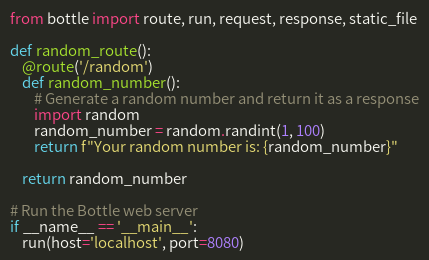 from bottle import route, run, request, response, static_file

def random_route():
    @route('/random')
    def random_number():
        # Generate a random number and return it as a response
        import random
        random_number = random.randint(1, 100)
        return f"Your random number is: {random_number}"

    return random_number

# Run the Bottle web server
if __name__ == '__main__':
    run(host='localhost', port=8080)